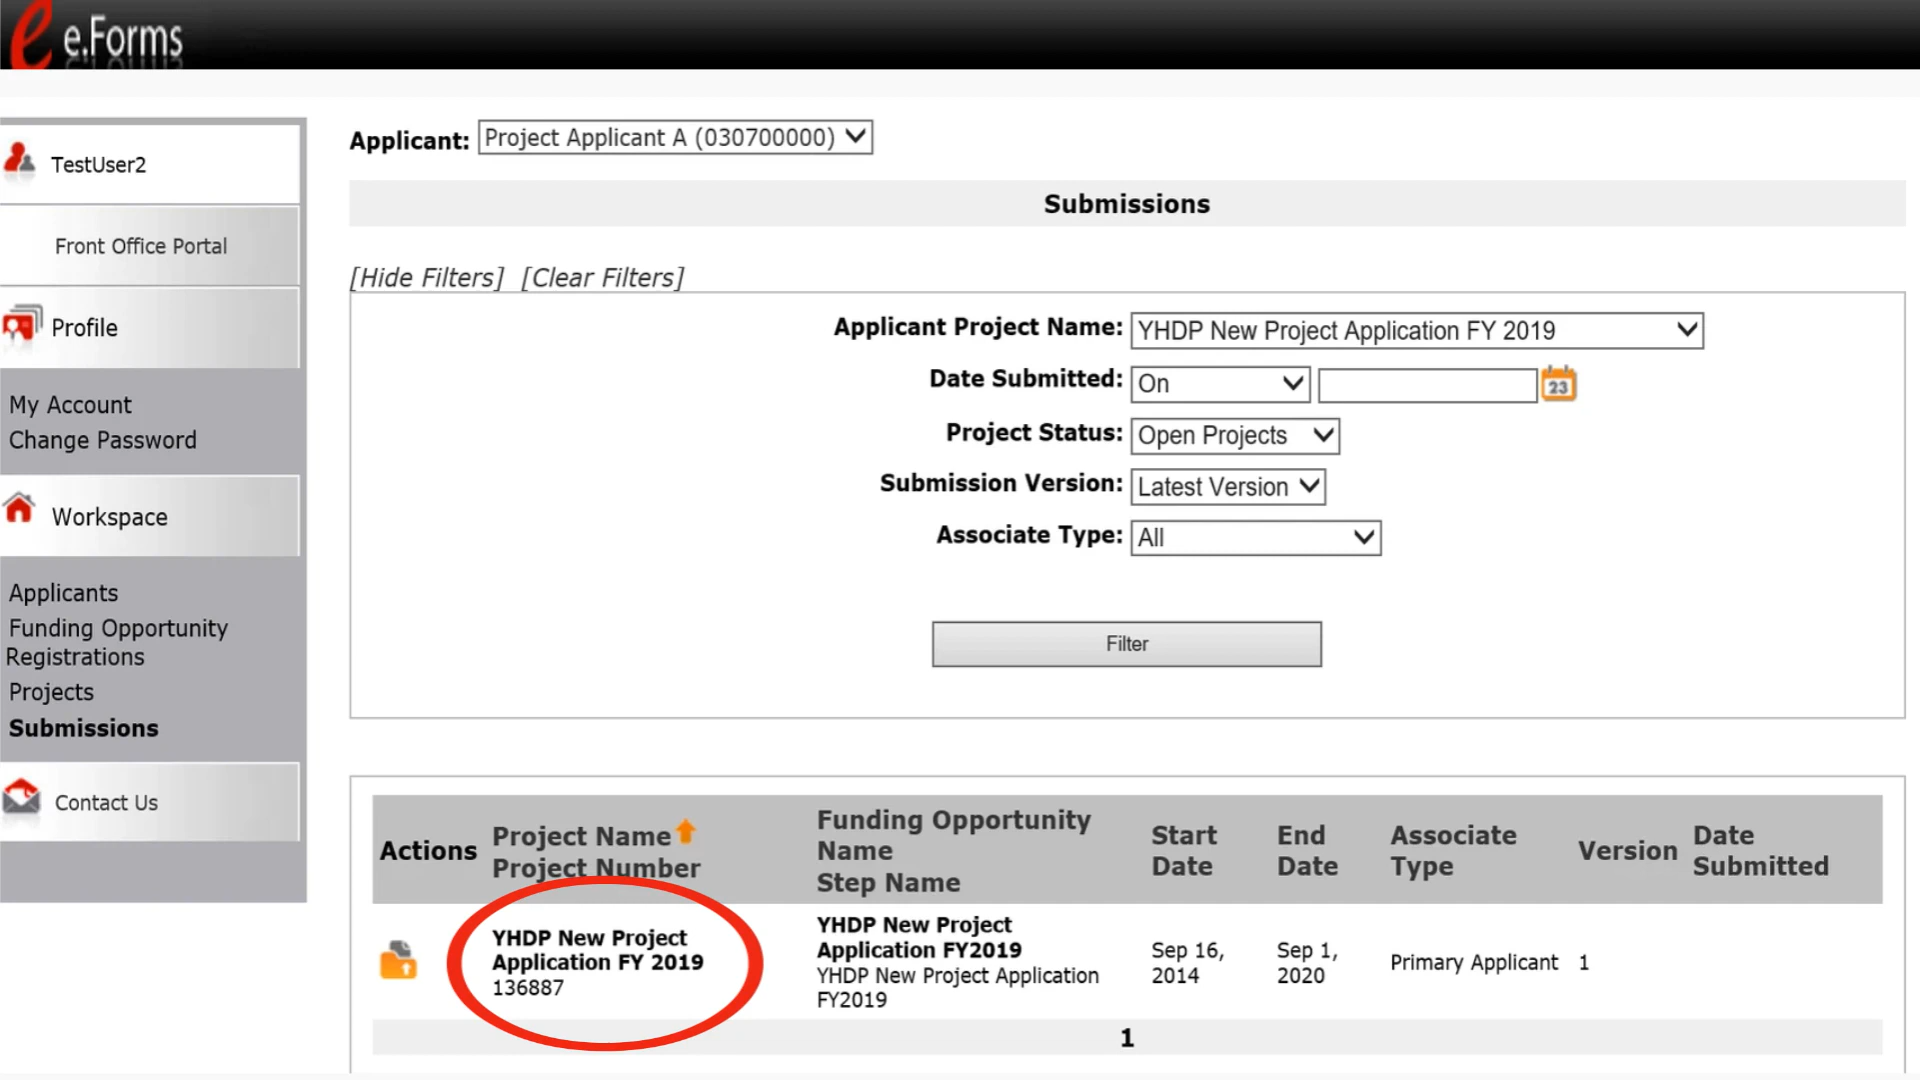 e.Forms
TestUser2
Front Office Portal
Profile
My Account
Change Password
Workspace
Applicants
Funding Opportunity
Registrations
Projects
Submissions
Contact Us
Applicant: Project Applicant A (030700000)
Submissions
[Hide Filters] [Clear Filters]
Applicant Project Name: YHDP New Project Application FY 2019
Date Submitted: On 23
Project Status: Open Projects
Submission Version: Latest Version
Associate Type: All
Filter
Actions
Project Name
Project Number
Funding Opportunity
Name
Step Name
Start
Date
End
Date
Associate
Type
Version
Date
Submitted
YHDP New Project
Application FY 2019
136887
YHDP New Project
Application FY2019
YHDP New Project Application
FY2019
Sep 16,
2014
Sep 1,
2020
Primary Applicant
1
1